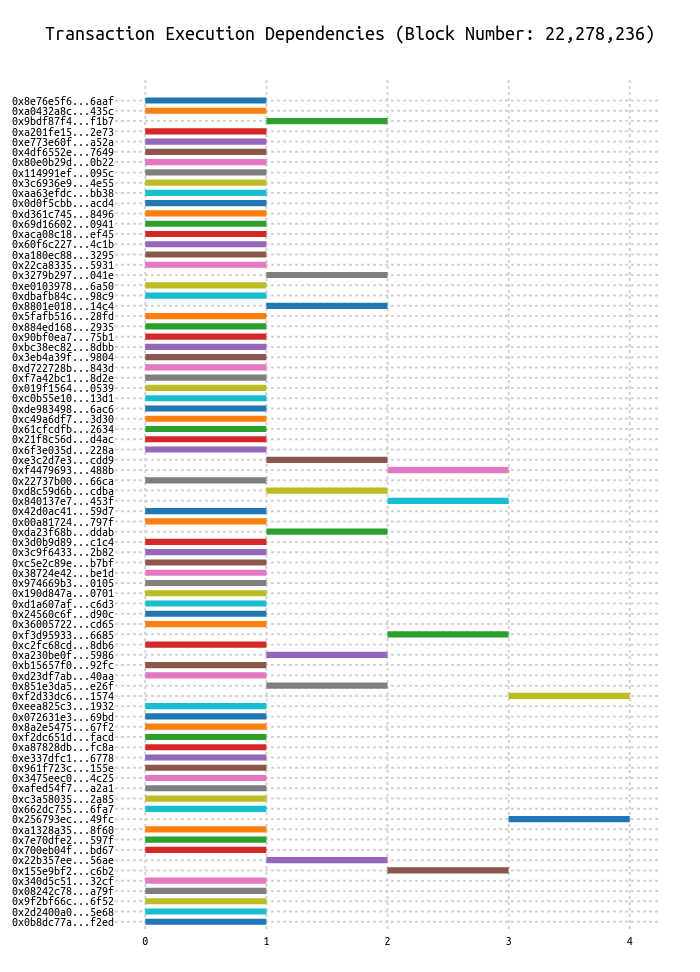 Transaction Execution Dependencies (Block Number: 22,278,236)
0x8e76e5f6...6aaf
0xa0432a8c...435c
0x9bdf87f4...f1b7
0xa201fe15...2e73
0xe773e60f...a52a
0x4df6552e...7649
0x80e0b29d...0b22
0x114991ef...095c
0x3c6936e9...4e55
0xaa63efdc...bb38
0x0d0f5cbb...acd4
0xd361c745...8496
0x69d16602...0941
0xaca08c18...ef45
0x60f6c227...4c1b
0xa180ec88...3295
0x22ca8335...5931
0x3279b297...041e
0xe0103978...6a50
0xdbafb84c...98c9
0x8801e018...14c4
0x5fafb516...28fd
0x884ed168...2935
0x90bf0ea7...75b1
0xbc38ec82...8dbb
0x3eb4a39f...9804
0xd722728b...843d
0xf7a42bc1...8d2e
0x019f1564...0539
0xc0b55e10...13d1
0xde983498...6ac6
0xc49a6df7...3d30
0x61cfcdfb...2634
0x21f8c56d...d4ac
0x6f3e035d...228a
0xe3c2d7e3...cdd9
0xf4479693...488b
0x22737b00...66ca
0xd8c59d6b...cdba
0x840137e7...453f
0x42d0ac41...59d7
0x00a81724...797f
0xda23f68b...ddab
0x3d0b9d89...c1c4
0x3c9f6433...2b82
0xc5e2c89e...b7bf
0x38724e42...be1d
0x974669b3...0105
0x190d847a...0701
0xd1a607af...c6d3
0x24560c6f...d90c
0x36005722...cd65
0xf3d95933...6685
0xc2fc68cd...8db6
0xa230be0f...5986
0xb15657f0...92fc
0xd23df7ab...40aa
0x851e3da5...e26f
0xf2d33dc6...1574
0xeea825c3...1932
0x072631e3...69bd
0x8a2e5475...67f2
0xf2dc651d...facd
0xa87828db...fc8a
0xe337dfc1...6778
0x961f723c...155e
0x3475eec0...4c25
0xafed54f7...a2a1
0xc3a58035...2a85
0x662dc755...6fa7
0x256793ec...49fc
0xa1328a35...8f60
0x7e70dfe2...597f
0x700eb04f...bd67
0x22b357ee...56ae
0x155e9bf2...c6b2
0x340d5c51...32cf
0x08242c78...a79f
0x9f2bf66c...6f52
0x2d2400a0...5e68
0x0b8dc77a...f2ed
0 1 2 3 4